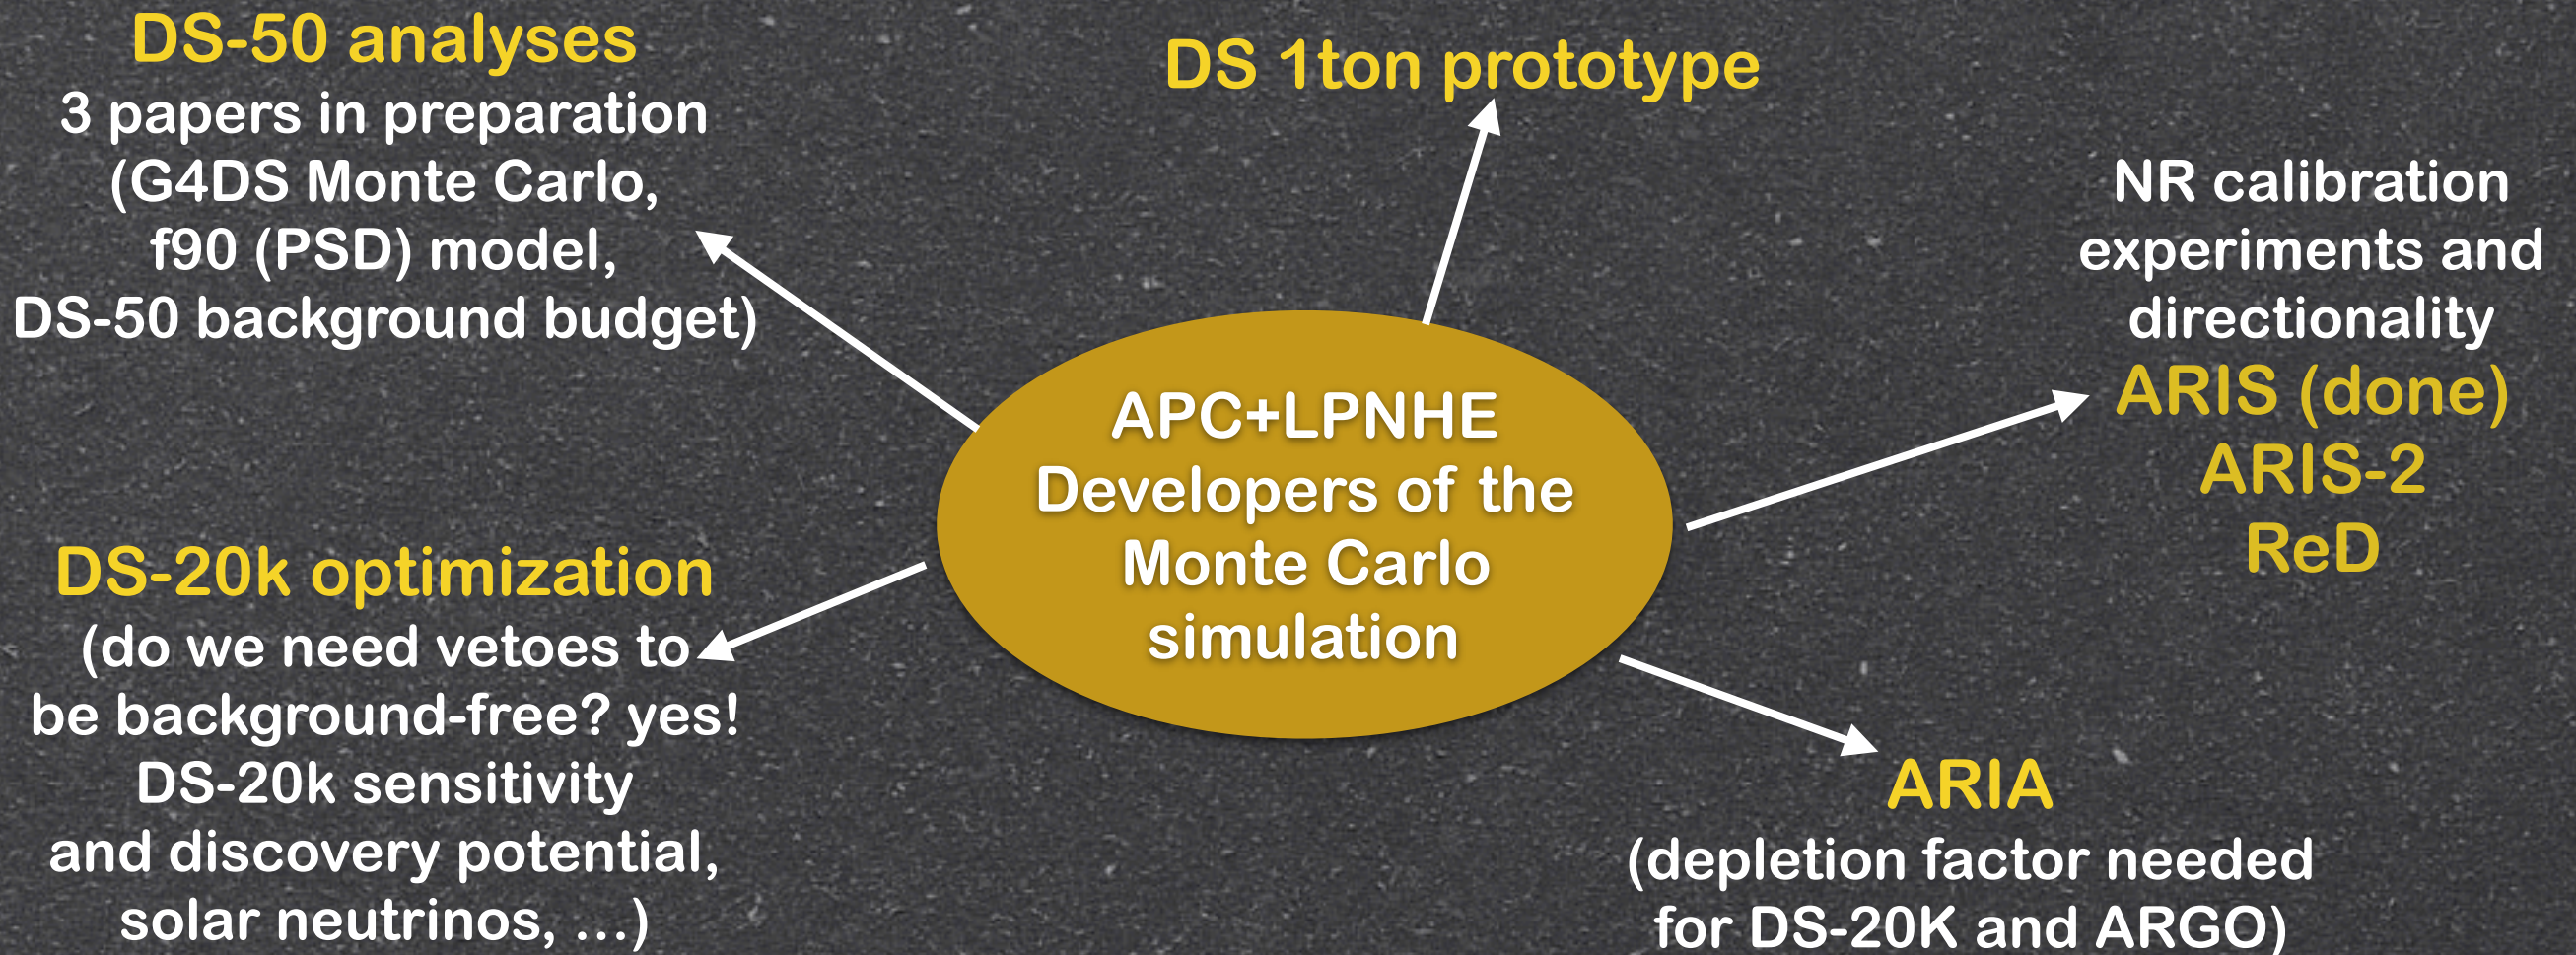 DS-50 analyses
3 papers in preparation
(G4DS Monte Carlo,
f90 (PSD) model,
DS-50 background budget)
DS 1ton prototype
NR calibration
experiments and
directionality
ARIS (done)
ARIS-2
ReD
APC+LPNHE
Developers of the
Monte Carlo
simulation
DS-20k optimization
(do we need vetoes to
be background-free? yes!
DS-20k sensitivity
and discovery potential,
solar neutrinos, …)
ARIA
(depletion factor needed
for DS-20K and ARGO)